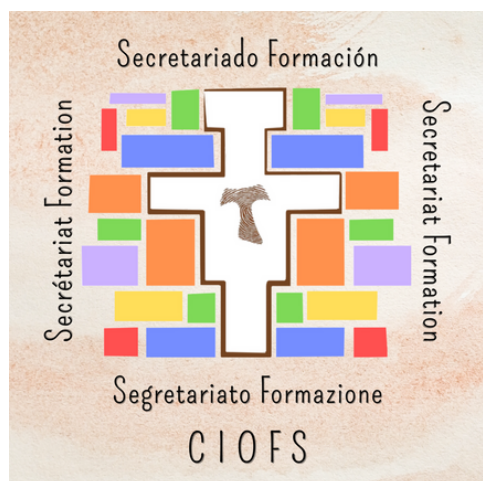 Secretariado Formación
Secrétariat Formation
Secretariat Formation
Segretariato Formazione
CIOFS